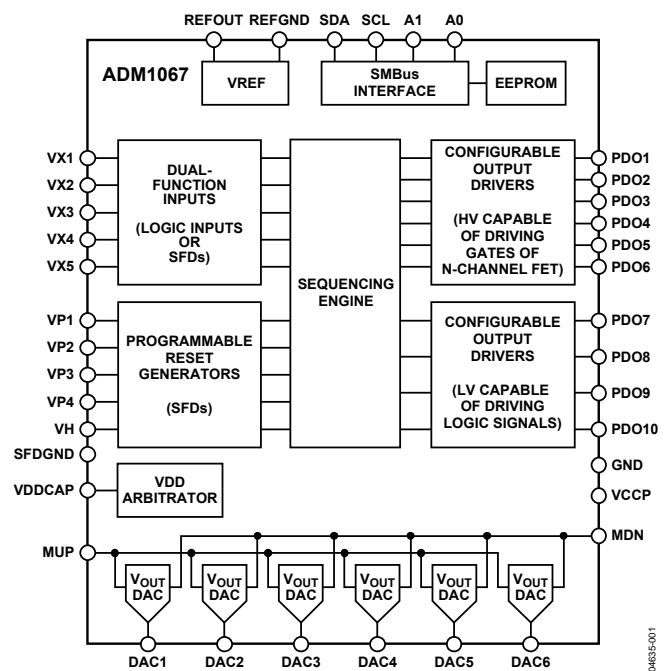 REFOUT REFGND SDA SCL A1 A0
ADM1067
VREF
SMBus
INTERFACE
EEPROM
VX1
VX2
VX3
VX4
VX5
DUAL-
FUNCTION
INPUTS
(LOGIC INPUTS
OR
SFDs)
SEQUENCING
ENGINE
CONFIGURABLE
OUTPUT
DRIVERS
(HV CAPABLE
OF DRIVING
GATES OF
N-CHANNEL FET)
PDO1
PDO2
PDO3
PDO4
PDO5
PDO6
VP1
VP2
VP3
VP4
VH
PROGRAMMABLE
RESET
GENERATORS
(SFDs)
CONFIGURABLE
OUTPUT
DRIVERS
(LV CAPABLE
OF DRIVING
LOGIC SIGNALS)
PDO7
PDO8
PDO9
PDO10
SFDGND
GND
VDDCAP
VDD
ARBITRATOR
VCCP
MUP
MDN
VOUT
DAC
VOUT
DAC
VOUT
DAC
VOUT
DAC
VOUT
DAC
VOUT
DAC
DAC1 DAC2 DAC3 DAC4 DAC5 DAC6
04635-001